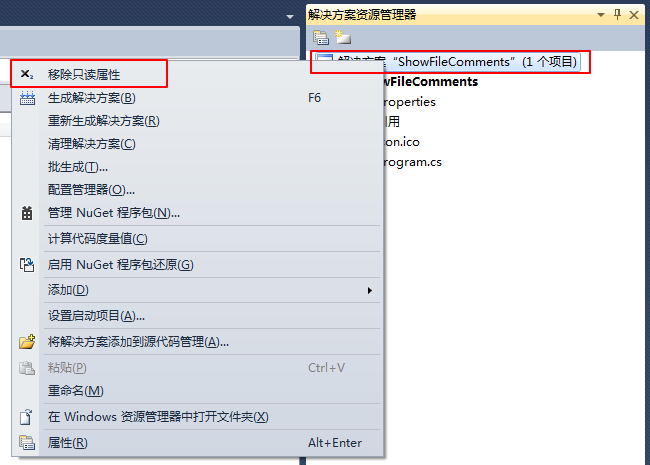 解决方案资源管理器
解决方案“ShowFileComments”(1 个项目)
wFileComments
roperties
用
on.ico
rogram.cs
移除只读属性
生成解决方案(B) F6
重新生成解决方案(R)
清理解决方案(C)
批生成(T)...
配置管理器(O)...
管理 NuGet 程序包(N)...
计算代码度量值(C)
启用 NuGet 程序包还原(G)
添加(D)
设置启动项目(A)...
将解决方案添加到源代码管理(A)...
粘贴(P) Ctrl+V
重命名(M)
在 Windows 资源管理器中打开文件夹(X)
属性(R) Alt+Enter